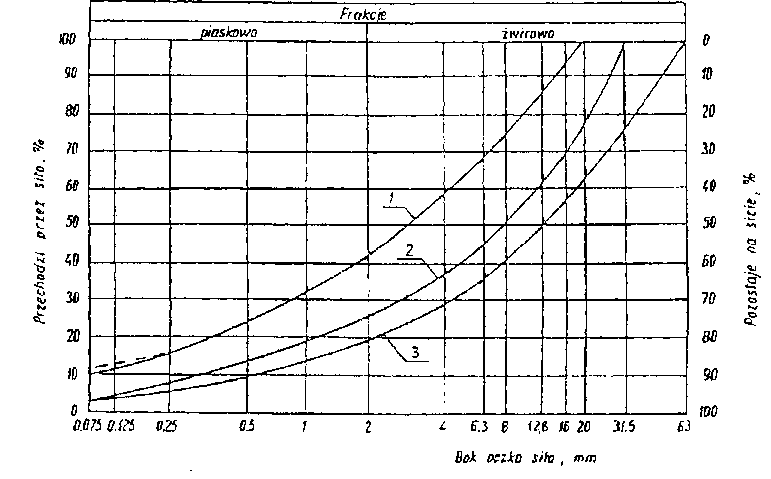 Frakcje
piaskowa żwirowa
100 0
90 10
80 20
70 30
60 40
50 50
40 60
30 70
20 80
10 90
0 100
1
2
3
0.075 0.125 0.25 0.5 1 2 4 6.3 8 12,8 16 20 31.5 63
Bok oczka sita, mm
Przechodzi przez sito, %
Pozostaje na sicie, %